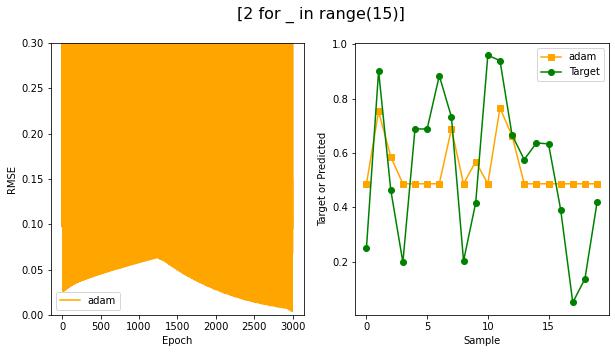 [2 for _ in range(15)]
0.30
0.25
0.20
0.15
0.10
0.05
0.00
RMSE
adam
0 500 1000 1500 2000 2500 3000
Epoch
1.0
0.8
0.6
0.4
0.2
Target or Predicted
adam
Target
0 5 10 15
Sample